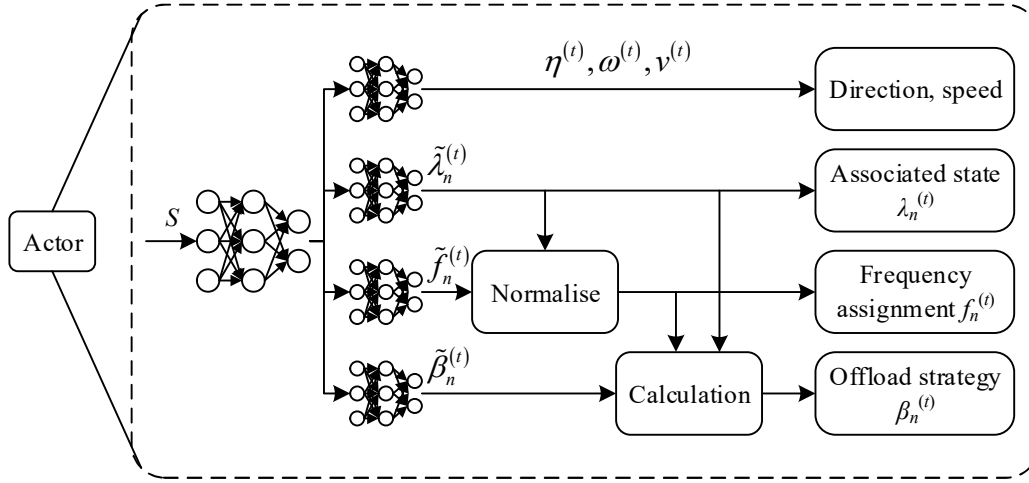 η^(t), ω^(t), v^(t)
Direction, speed
λ̃_n^(t)
Associated state
λ_n^(t)
S
Actor
f̃_n^(t)
Normalise
Frequency
assignment f_n^(t)
β̃_n^(t)
Calculation
Offload strategy
β_n^(t)